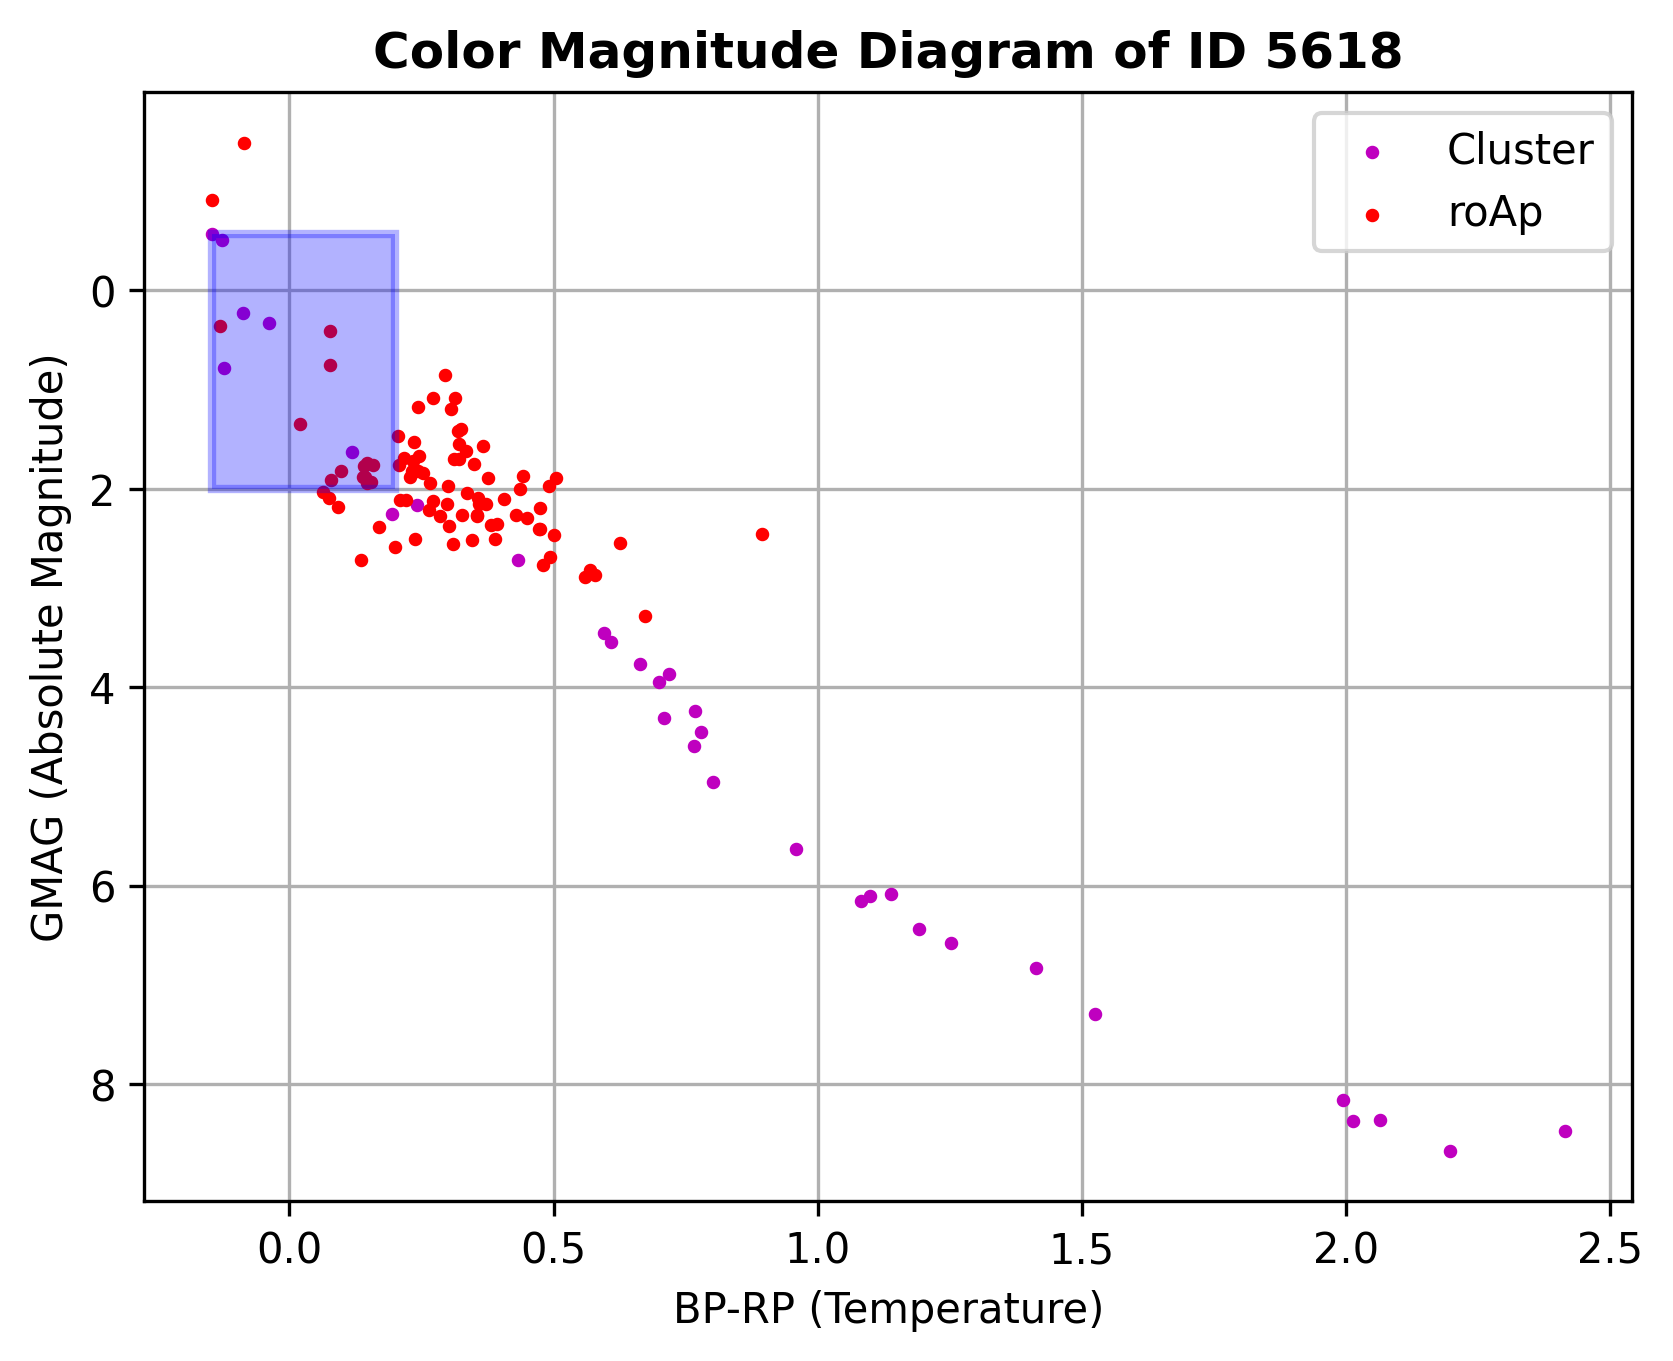 Color Magnitude Diagram of ID 5618
Cluster
roAp
GMAG (Absolute Magnitude)
0
2
4
6
8
0.0 0.5 1.0 1.5 2.0 2.5
BP-RP (Temperature)